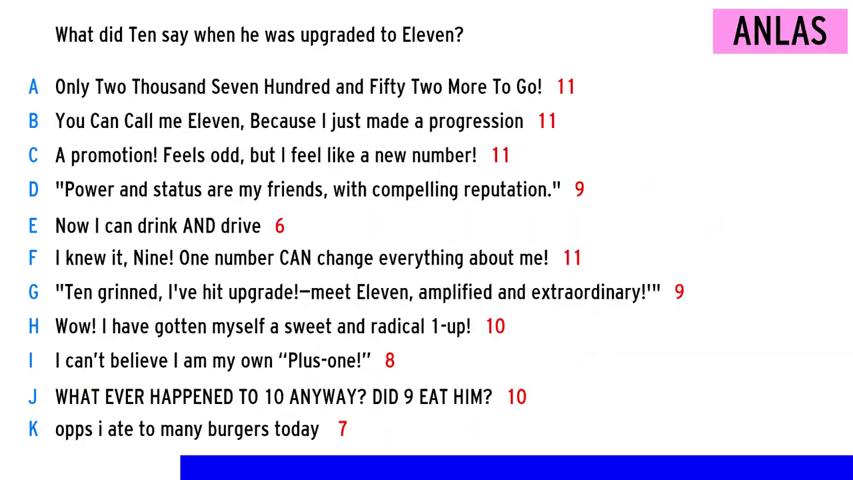 What did Ten say when he was upgraded to Eleven?
ANLAS
A Only Two Thousand Seven Hundred and Fifty Two More To Go! 11
B You Can Call me Eleven, Because I just made a progression 11
C A promotion! Feels odd, but I feel like a new number! 11
D "Power and status are my friends, with compelling reputation." 9
E Now I can drink AND drive 6
F I knew it, Nine! One number CAN change everything about me! 11
G "Ten grinned, I've hit upgrade!—meet Eleven, amplified and extraordinary!'" 9
H Wow! I have gotten myself a sweet and radical 1-up! 10
I I can't believe I am my own “Plus-one!” 8
J WHAT EVER HAPPENED TO 10 ANYWAY? DID 9 EAT HIM? 10
K opps i ate to many burgers today 7